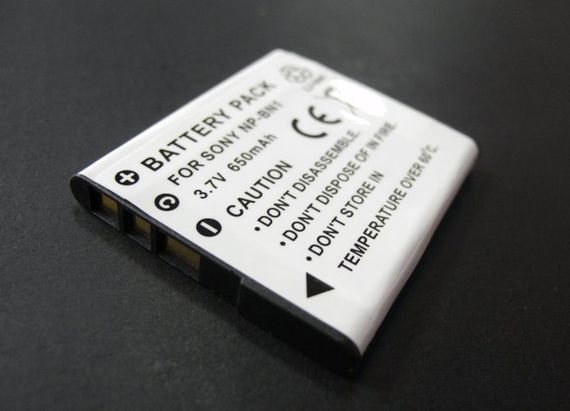 BATTERY PACK
FOR SONY NP-BN1
3.7V 650mAh
CE
CAUTION
•DON'T DISASSEMBLE.
•DON'T DISPOSE OF IN FIRE.
•DON'T STORE IN
TEMPERATURE OVER 60°C.